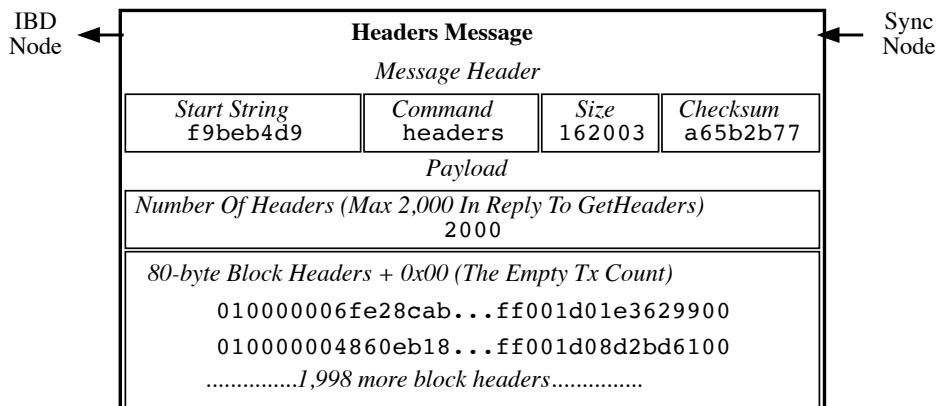 IBD
Node
Headers Message
Sync
Node
Message Header
Start String
f9beb4d9
Command
headers
Size
162003
Checksum
a65b2b77
Payload
Number Of Headers (Max 2,000 In Reply To GetHeaders)
2000
80-byte Block Headers + 0x00 (The Empty Tx Count)
010000006fe28cab...ff001d01e3629900
010000004860eb18...ff001d08d2bd6100
...............1,998 more block headers...............